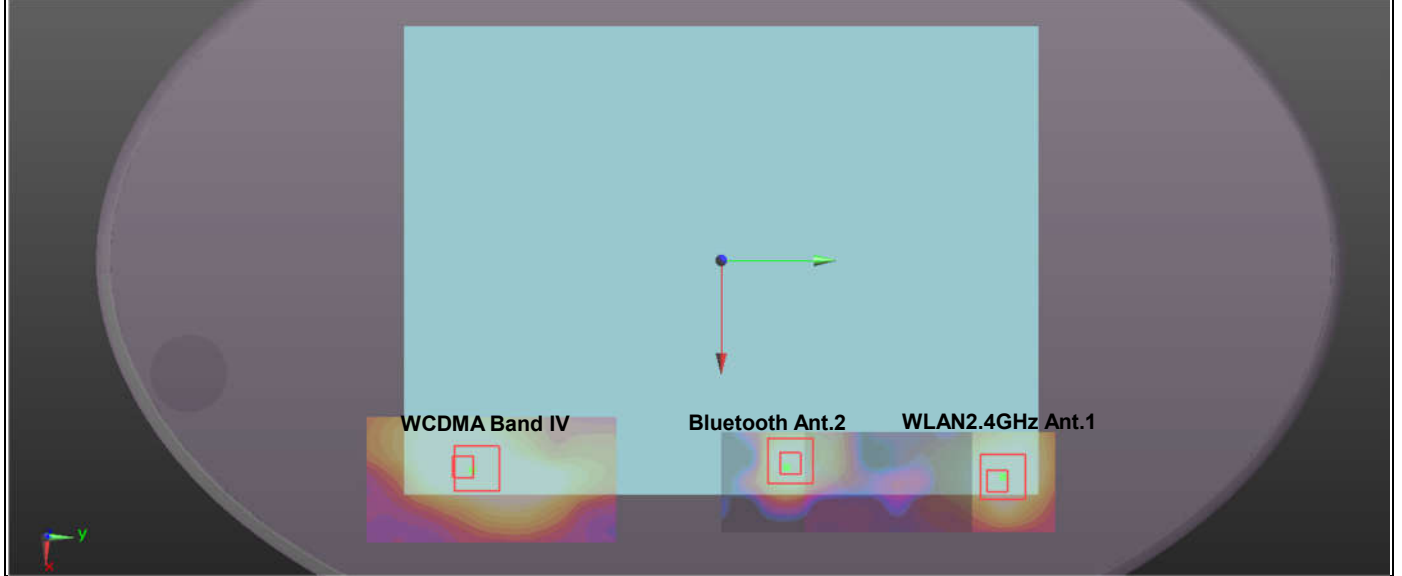 WCDMA Band IV
Bluetooth Ant.2
WLAN2.4GHz Ant.1
y
x